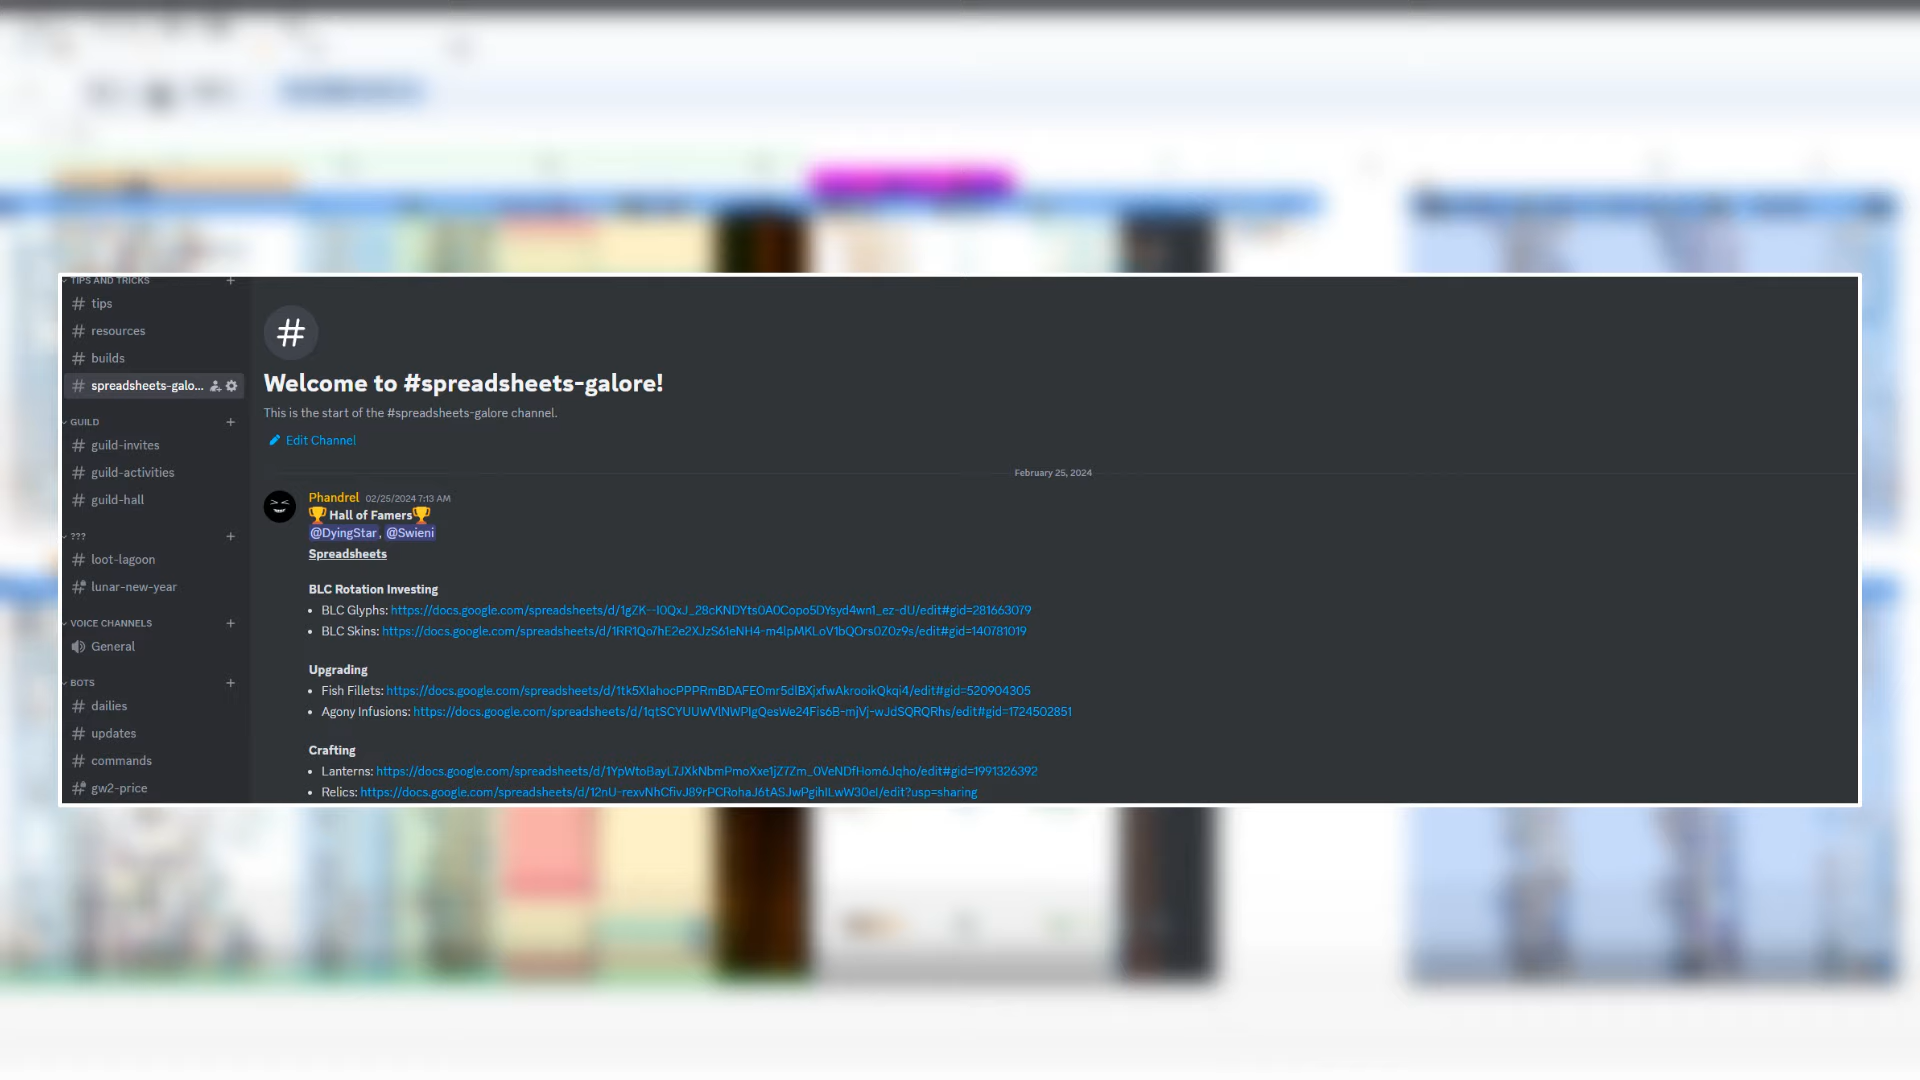 TIPS AND TRICKS
tips
resources
builds
spreadsheets-galo...
GUILD
guild-invites
guild-activities
guild-hall
???
loot-lagoon
lunar-new-year
VOICE CHANNELS
General
BOTS
dailies
updates
commands
gw2-price
Welcome to #spreadsheets-galore!
This is the start of the #spreadsheets-galore channel.
Edit Channel
February 25, 2024
Phandrel 02/25/2024 7:13 AM
🏆Hall of Famers🏆
@DyingStar, @Swieni
Spreadsheets
BLC Rotation Investing
• BLC Glyphs: https://docs.google.com/spreadsheets/d/1gZK--I0QxJ_28cKNDYts0A0Copo5DYsyd4wn1_ez-dU/edit#gid=281663079
• BLC Skins: https://docs.google.com/spreadsheets/d/1RR1Qo7hE2e2XJzS61eNH4-m4IpMKLoV1bQOrs0Z0z9s/edit#gid=140781019
Upgrading
• Fish Fillets: https://docs.google.com/spreadsheets/d/1tk5XIahocPPPRmBDAFEOmr5dlBXjxfwAkrooikQkqi4/edit#gid=520904305
• Agony Infusions: https://docs.google.com/spreadsheets/d/1qtSCYUUWVlNWPIgQesWe24Fis6B-mjVj-wJdSQRQRhs/edit#gid=1724502851
Crafting
• Lanterns: https://docs.google.com/spreadsheets/d/1YpWtoBayL7JXkNbmPmoXxe1jZ7Zm_0VeNDfHom6Jqho/edit#gid=1991326392
• Relics: https://docs.google.com/spreadsheets/d/12nU-rexvNhCfivJ89rPCRohaJ6tASJwPgihILwW30eI/edit?usp=sharing